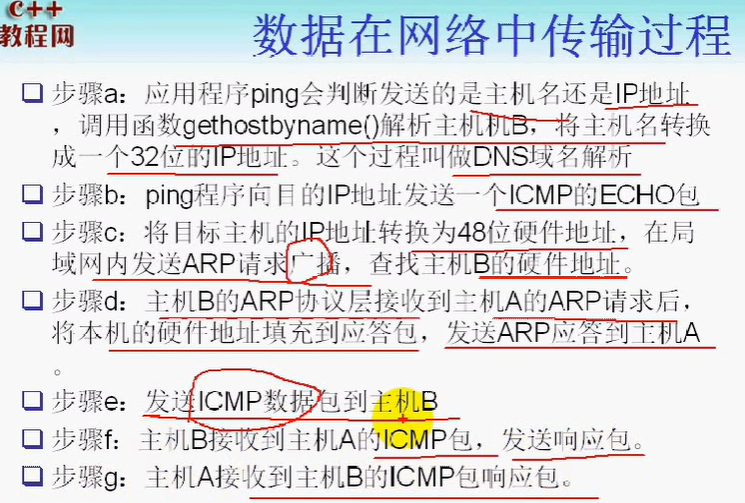 C++
教程网
数据在网络中传输过程
步骤a：应用程序ping会判断发送的是主机名还是IP地址
，调用函数gethostbyname()解析主机机B，将主机名转换
成一个32位的IP地址。这个过程叫做DNS域名解析
步骤b：ping程序向目的IP地址发送一个ICMP的ECHO包
步骤c：将目标主机的IP地址转换为48位硬件地址，在局
域网内发送ARP请求广播，查找主机B的硬件地址。
步骤d：主机B的ARP协议层接收到主机A的ARP请求后，
将本机的硬件地址填充到应答包，发送ARP应答到主机A
。
步骤e：发送ICMP数据包到主机B
步骤f：主机B接收到主机A的ICMP包，发送响应包。
步骤g：主机A接收到主机B的ICMP包响应包。